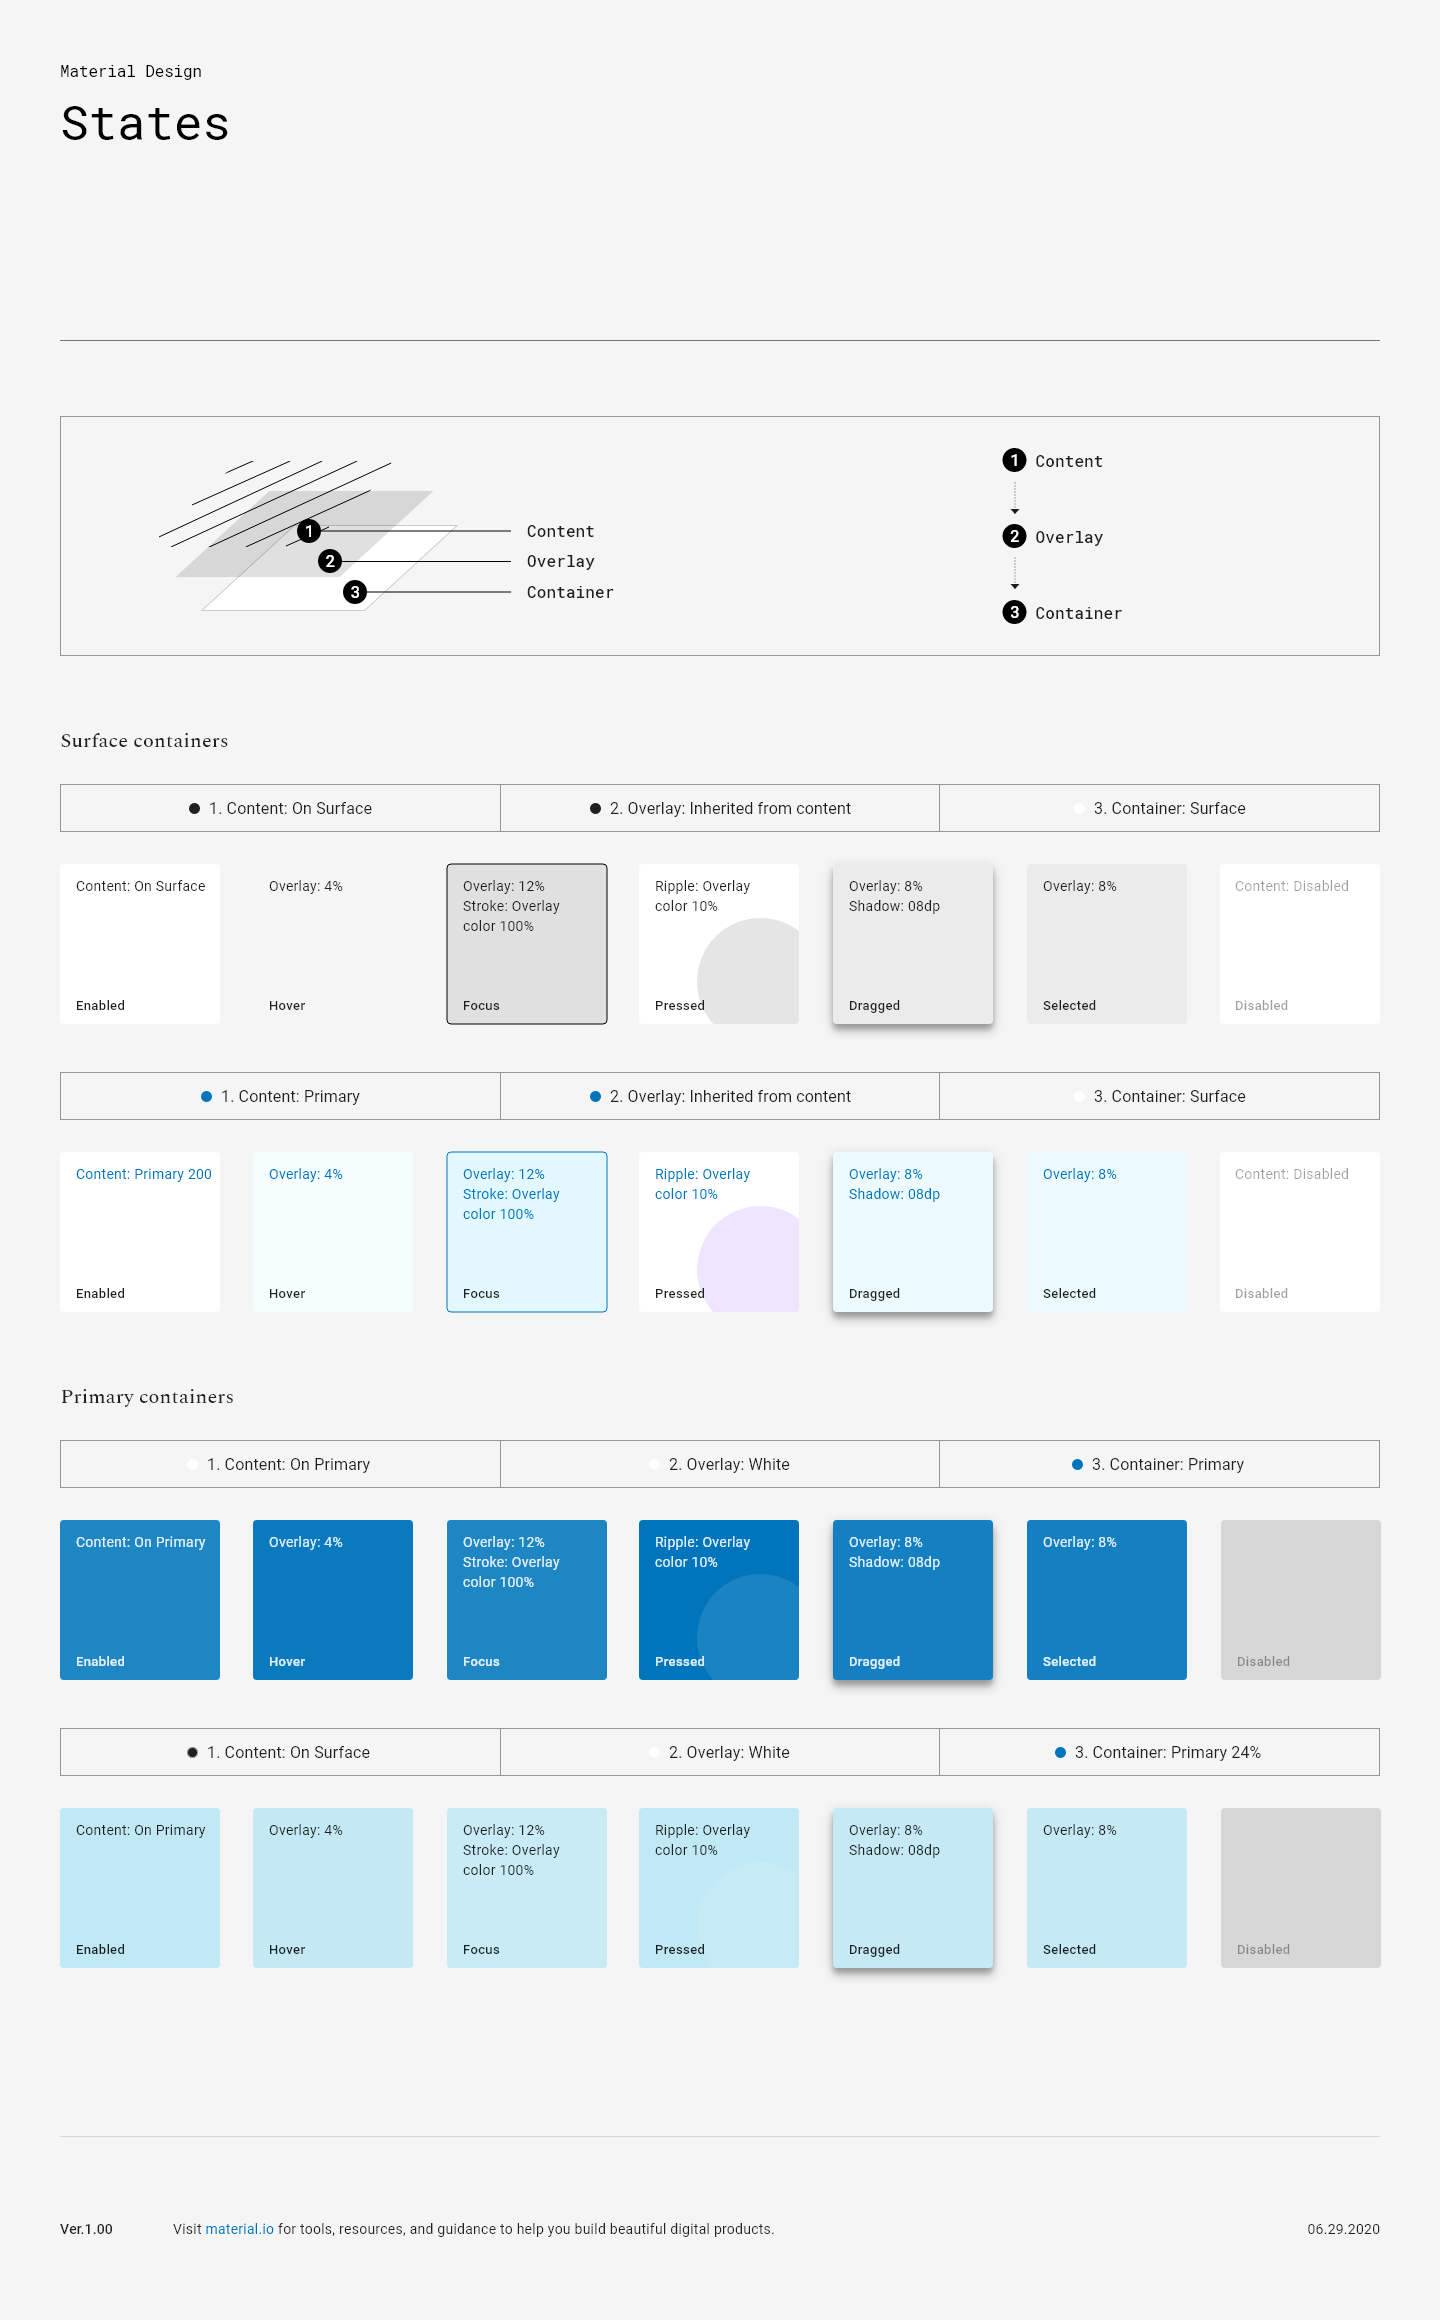 Material Design
States
1
2
3
Content
Overlay
Container
1 Content
2 Overlay
3 Container
Surface containers
1. Content: On Surface
2. Overlay: Inherited from content
3. Container: Surface
Content: On Surface
Enabled
Overlay: 4%
Hover
Overlay: 12%
Stroke: Overlay
color 100%
Focus
Ripple: Overlay
color 10%
Pressed
Overlay: 8%
Shadow: 08dp
Dragged
Overlay: 8%
Selected
Content: Disabled
Disabled
1. Content: Primary
2. Overlay: Inherited from content
3. Container: Surface
Content: Primary 200
Enabled
Overlay: 4%
Hover
Overlay: 12%
Stroke: Overlay
color 100%
Focus
Ripple: Overlay
color 10%
Pressed
Overlay: 8%
Shadow: 08dp
Dragged
Overlay: 8%
Selected
Content: Disabled
Disabled
Primary containers
1. Content: On Primary
2. Overlay: White
3. Container: Primary
Content: On Primary
Enabled
Overlay: 4%
Hover
Overlay: 12%
Stroke: Overlay
color 100%
Focus
Ripple: Overlay
color 10%
Pressed
Overlay: 8%
Shadow: 08dp
Dragged
Overlay: 8%
Selected
Disabled
1. Content: On Surface
2. Overlay: White
3. Container: Primary 24%
Content: On Primary
Enabled
Overlay: 4%
Hover
Overlay: 12%
Stroke: Overlay
color 100%
Focus
Ripple: Overlay
color 10%
Pressed
Overlay: 8%
Shadow: 08dp
Dragged
Overlay: 8%
Selected
Disabled
Ver.1.00
Visit material.io for tools, resources, and guidance to help you build beautiful digital products.
06.29.2020